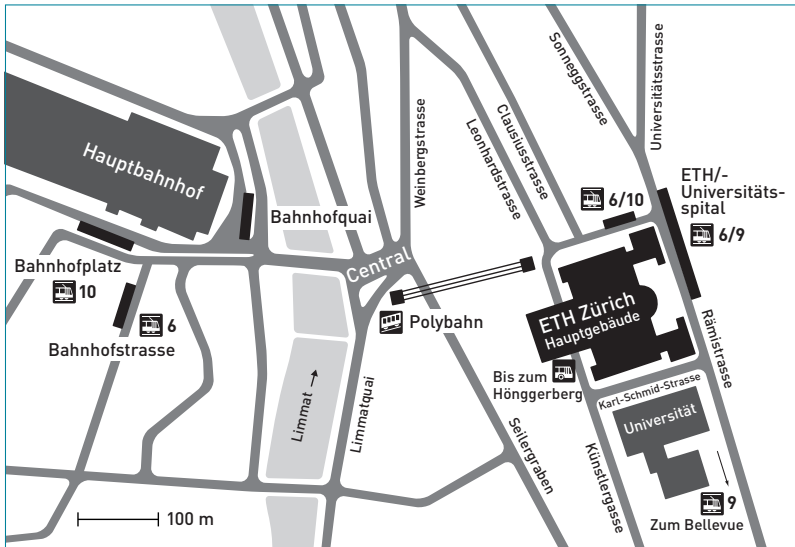 Sonneggstrasse
Universitätsstrasse
Weinbergstrasse
Clausiusstrasse
Leonhardstrasse
Hauptbahnhof
ETH/-
Universitäts-
spital
6/10
6/9
Bahnhofquai
Central
Bahnhofplatz
10
6
Bahnhofstrasse
Polybahn
ETH Zürich
Hauptgebäude
Rämistrasse
Bis zum
Hönggerberg
Karl-Schmid-Strasse
Universität
Limmat
Limmatquai
Seilergraben
Künstlergasse
9
Zum Bellevue
100 m